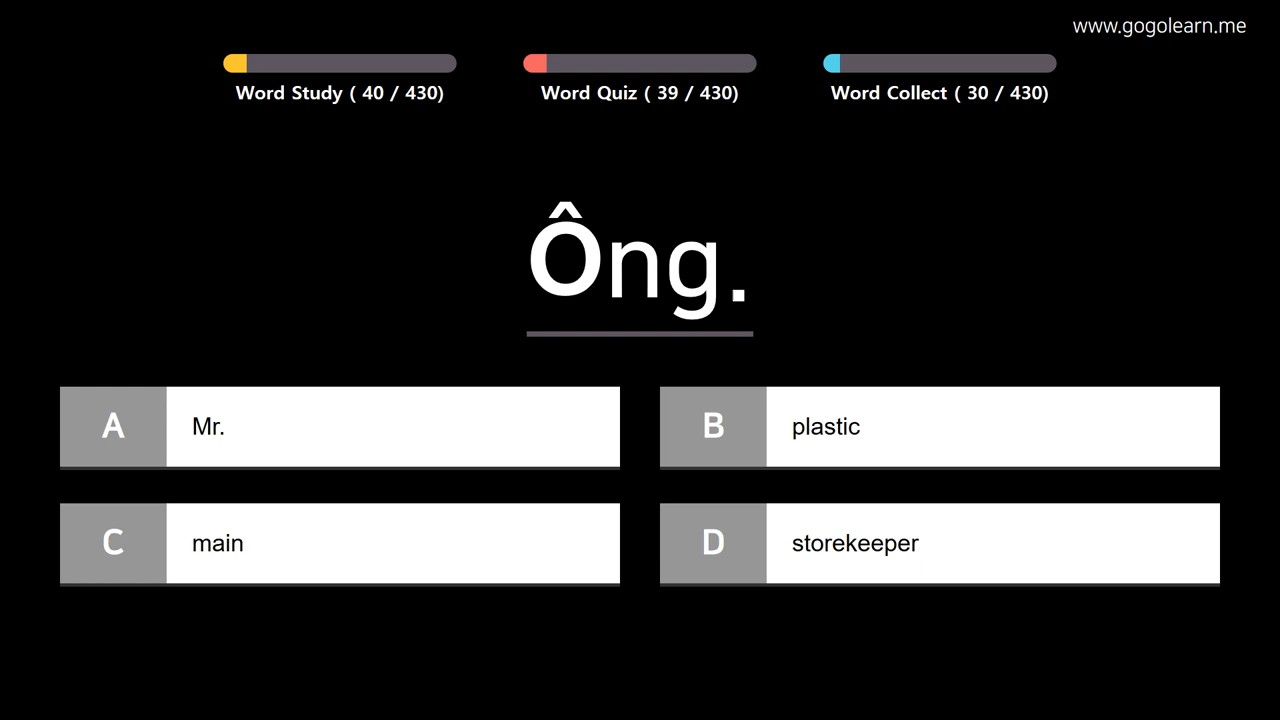 www.gogolearn.me
Word Study ( 40 / 430)
Word Quiz ( 39 / 430)
Word Collect ( 30 / 430)
Ông.
A Mr.
B plastic
C main
D storekeeper